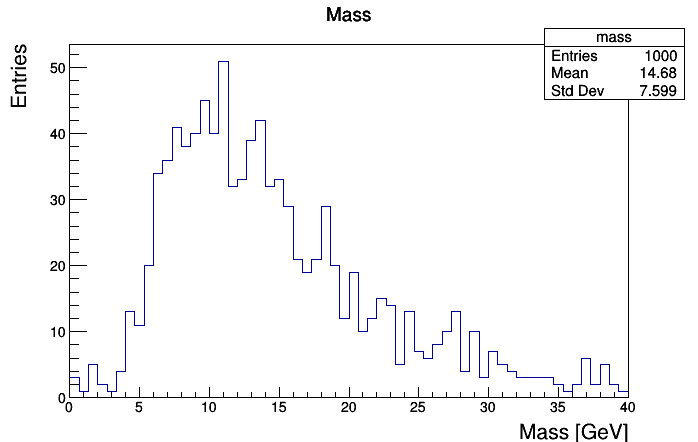 Mass
mass
Entries 1000
Mean 14.68
Std Dev 7.599
Entries
50
40
30
20
10
0
0 5 10 15 20 25 30 35 40
Mass [GeV]